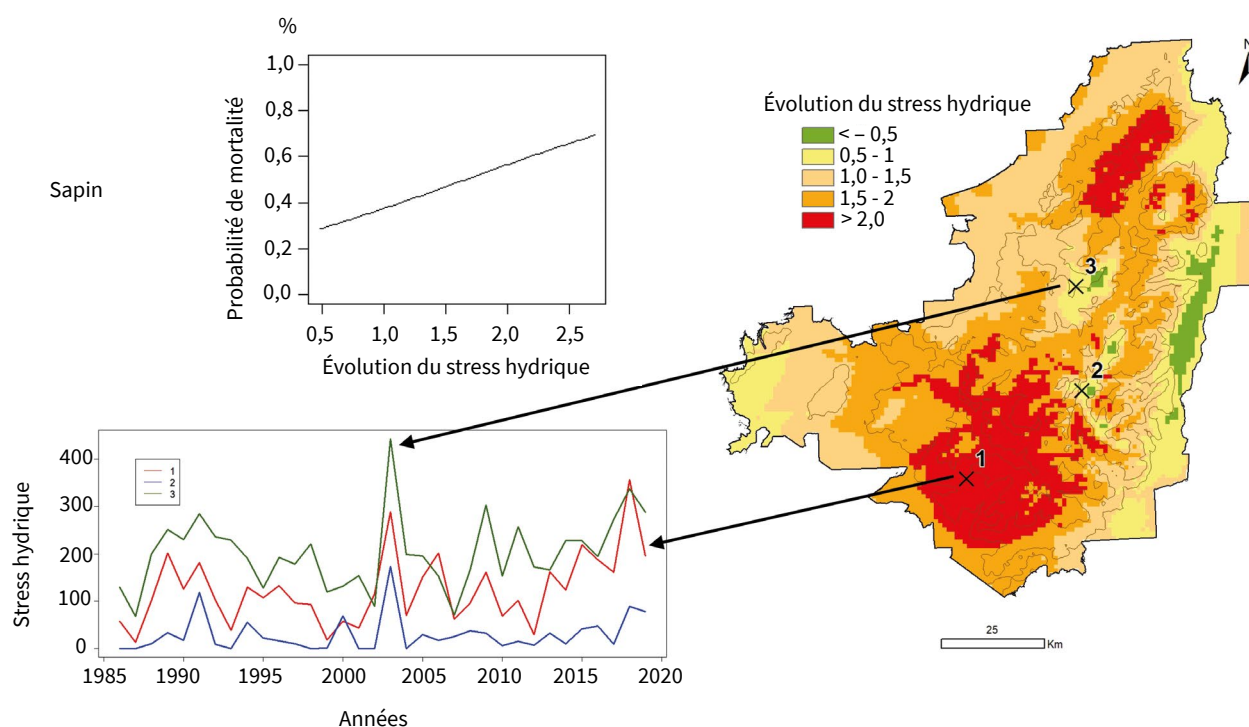 Sapin
%
Probabilité de mortalité
1,0
0,8
0,6
0,4
0,2
0,0
0,5 1,0 1,5 2,0 2,5
Évolution du stress hydrique
Évolution du stress hydrique
< – 0,5
0,5 - 1
1,0 - 1,5
1,5 - 2
> 2,0
N
3
2
1
25
Km
Stress hydrique
400
300
200
100
0
1
2
3
1985 1990 1995 2000 2005 2010 2015 2020
Années